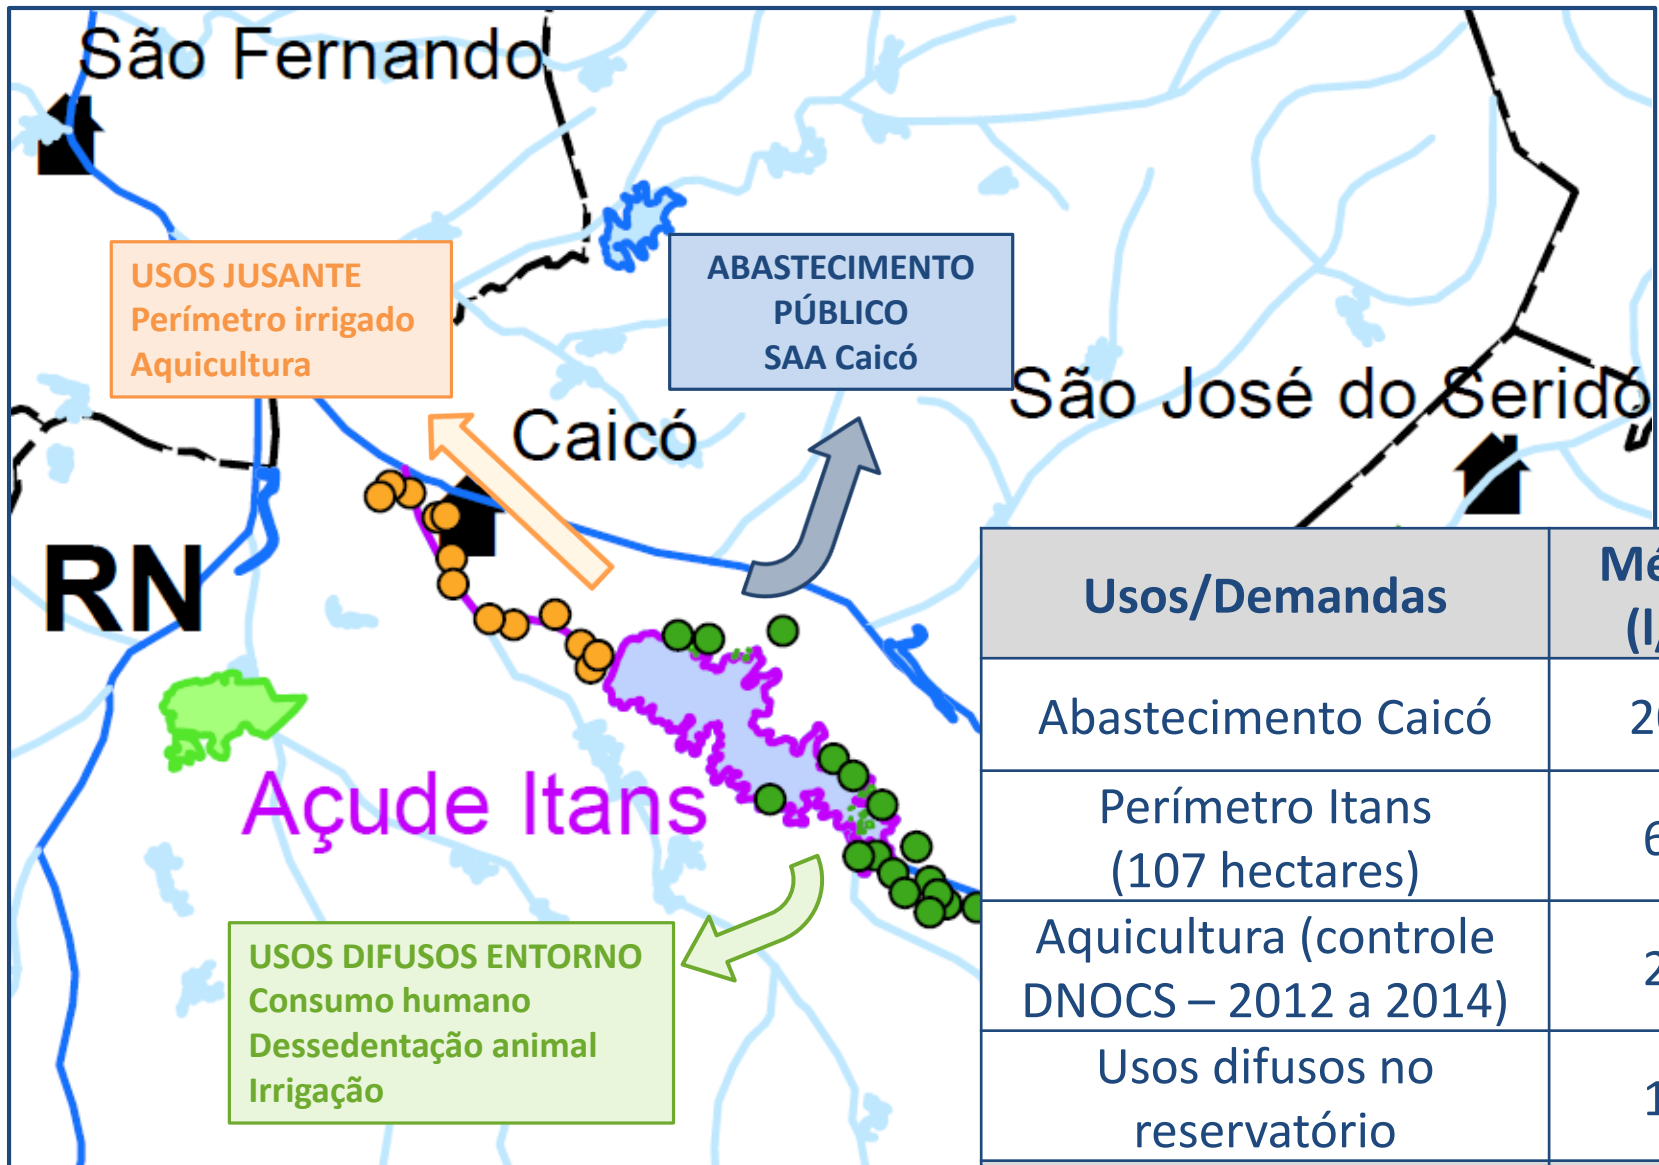 São Fernando
USOS JUSANTE
Perímetro irrigado
Aquicultura
ABASTECIMENTO
PÚBLICO
SAA Caicó
São José do Seridó
Caicó
RN
Açude Itans
USOS DIFUSOS ENTORNO
Consumo humano
Dessedentação animal
Irrigação
Usos/Demandas
Abastecimento Caicó
Perímetro Itans
(107 hectares)
Aquicultura (controle
DNOCS – 2012 a 2014)
Usos difusos no
reservatório